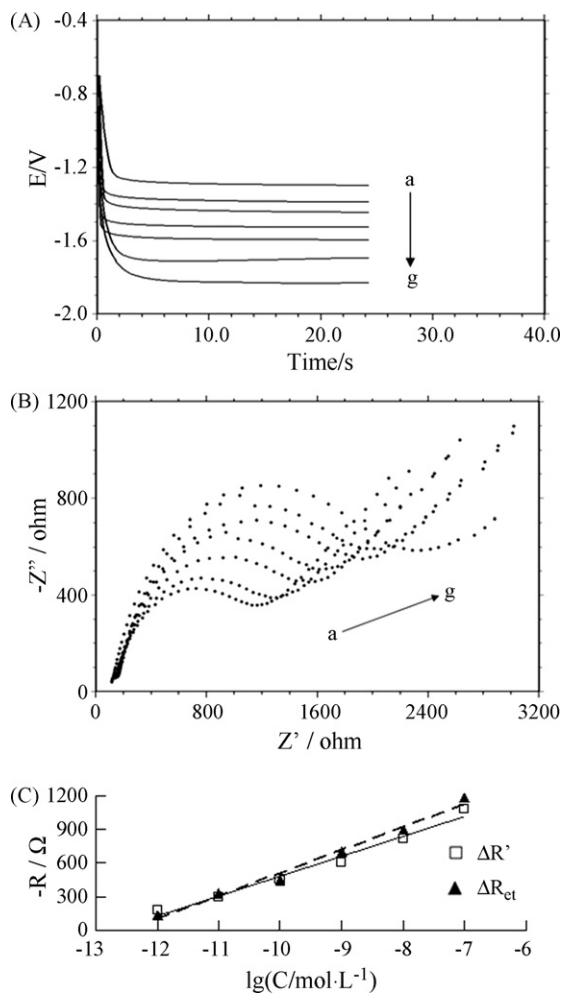 (A)
-0.4
-0.8
-1.2
-1.6
-2.0
E/V
a
g
0 10.0 20.0 30.0 40.0
Time/s
(B)
1200
800
400
0
-Z” / ohm
g
a
0 800 1600 2400 3200
Z’ / ohm
(C)
1200
900
600
300
0
-R / Ω
ΔR’
ΔRet
-13 -12 -11 -10 -9 -8 -7 -6
lg(C/mol·L-1)